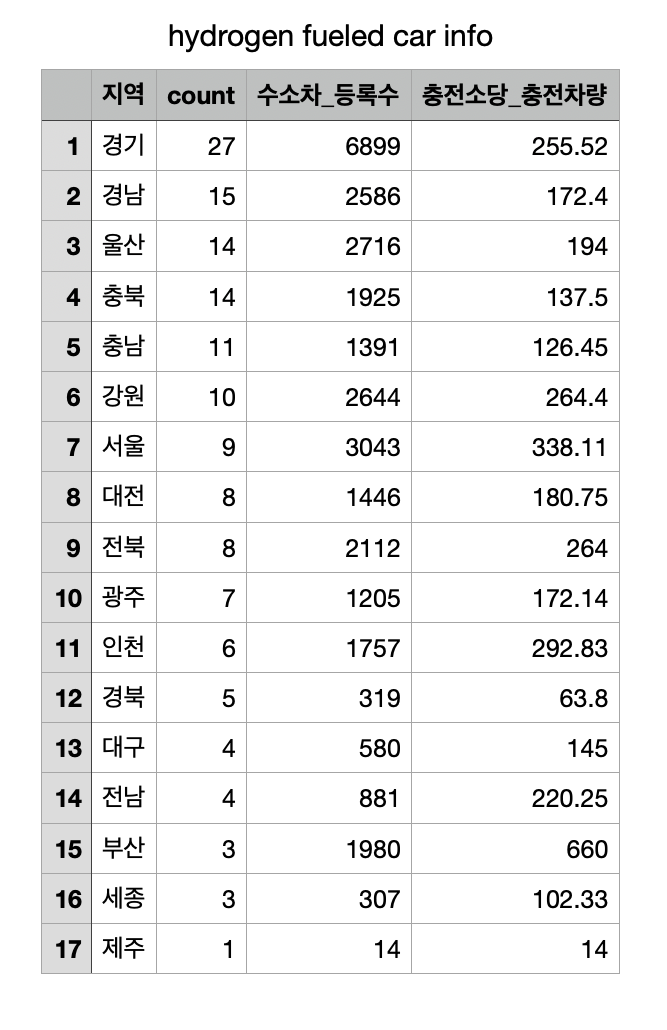 hydrogen fueled car info
지역 count 수소차_등록수 충전소당_충전차량
1 경기 27 6899 255.52
2 경남 15 2586 172.4
3 울산 14 2716 194
4 충북 14 1925 137.5
5 충남 11 1391 126.45
6 강원 10 2644 264.4
7 서울 9 3043 338.11
8 대전 8 1446 180.75
9 전북 8 2112 264
10 광주 7 1205 172.14
11 인천 6 1757 292.83
12 경북 5 319 63.8
13 대구 4 580 145
14 전남 4 881 220.25
15 부산 3 1980 660
16 세종 3 307 102.33
17 제주 1 14 14